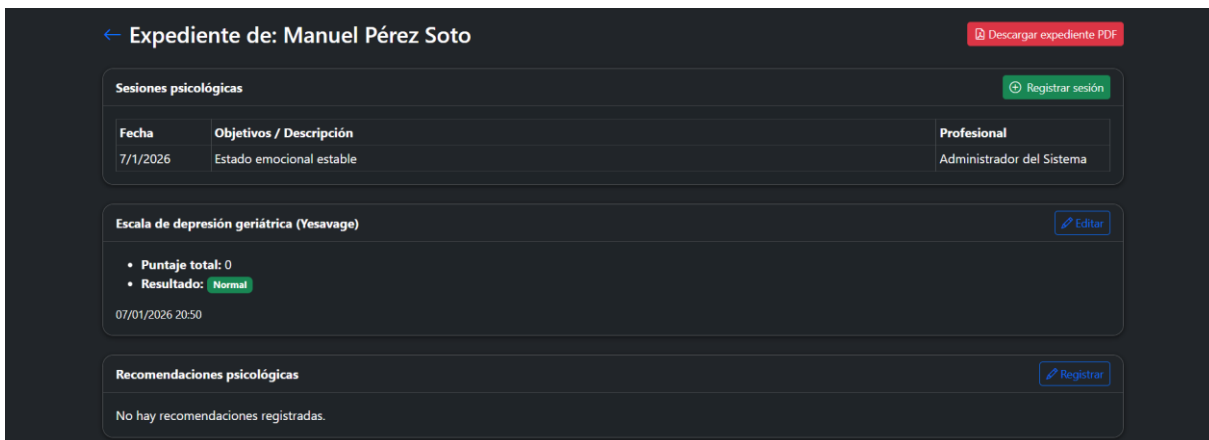 Expediente de: Manuel Pérez Soto
Descargar expediente PDF
Sesiones psicológicas
Registrar sesión
Fecha Objetivos / Descripción Profesional
7/1/2026 Estado emocional estable Administrador del Sistema
Escala de depresión geriátrica (Yesavage)
Editar
Puntaje total: 0
Resultado: Normal
07/01/2026 20:50
Recomendaciones psicológicas
Registrar
No hay recomendaciones registradas.